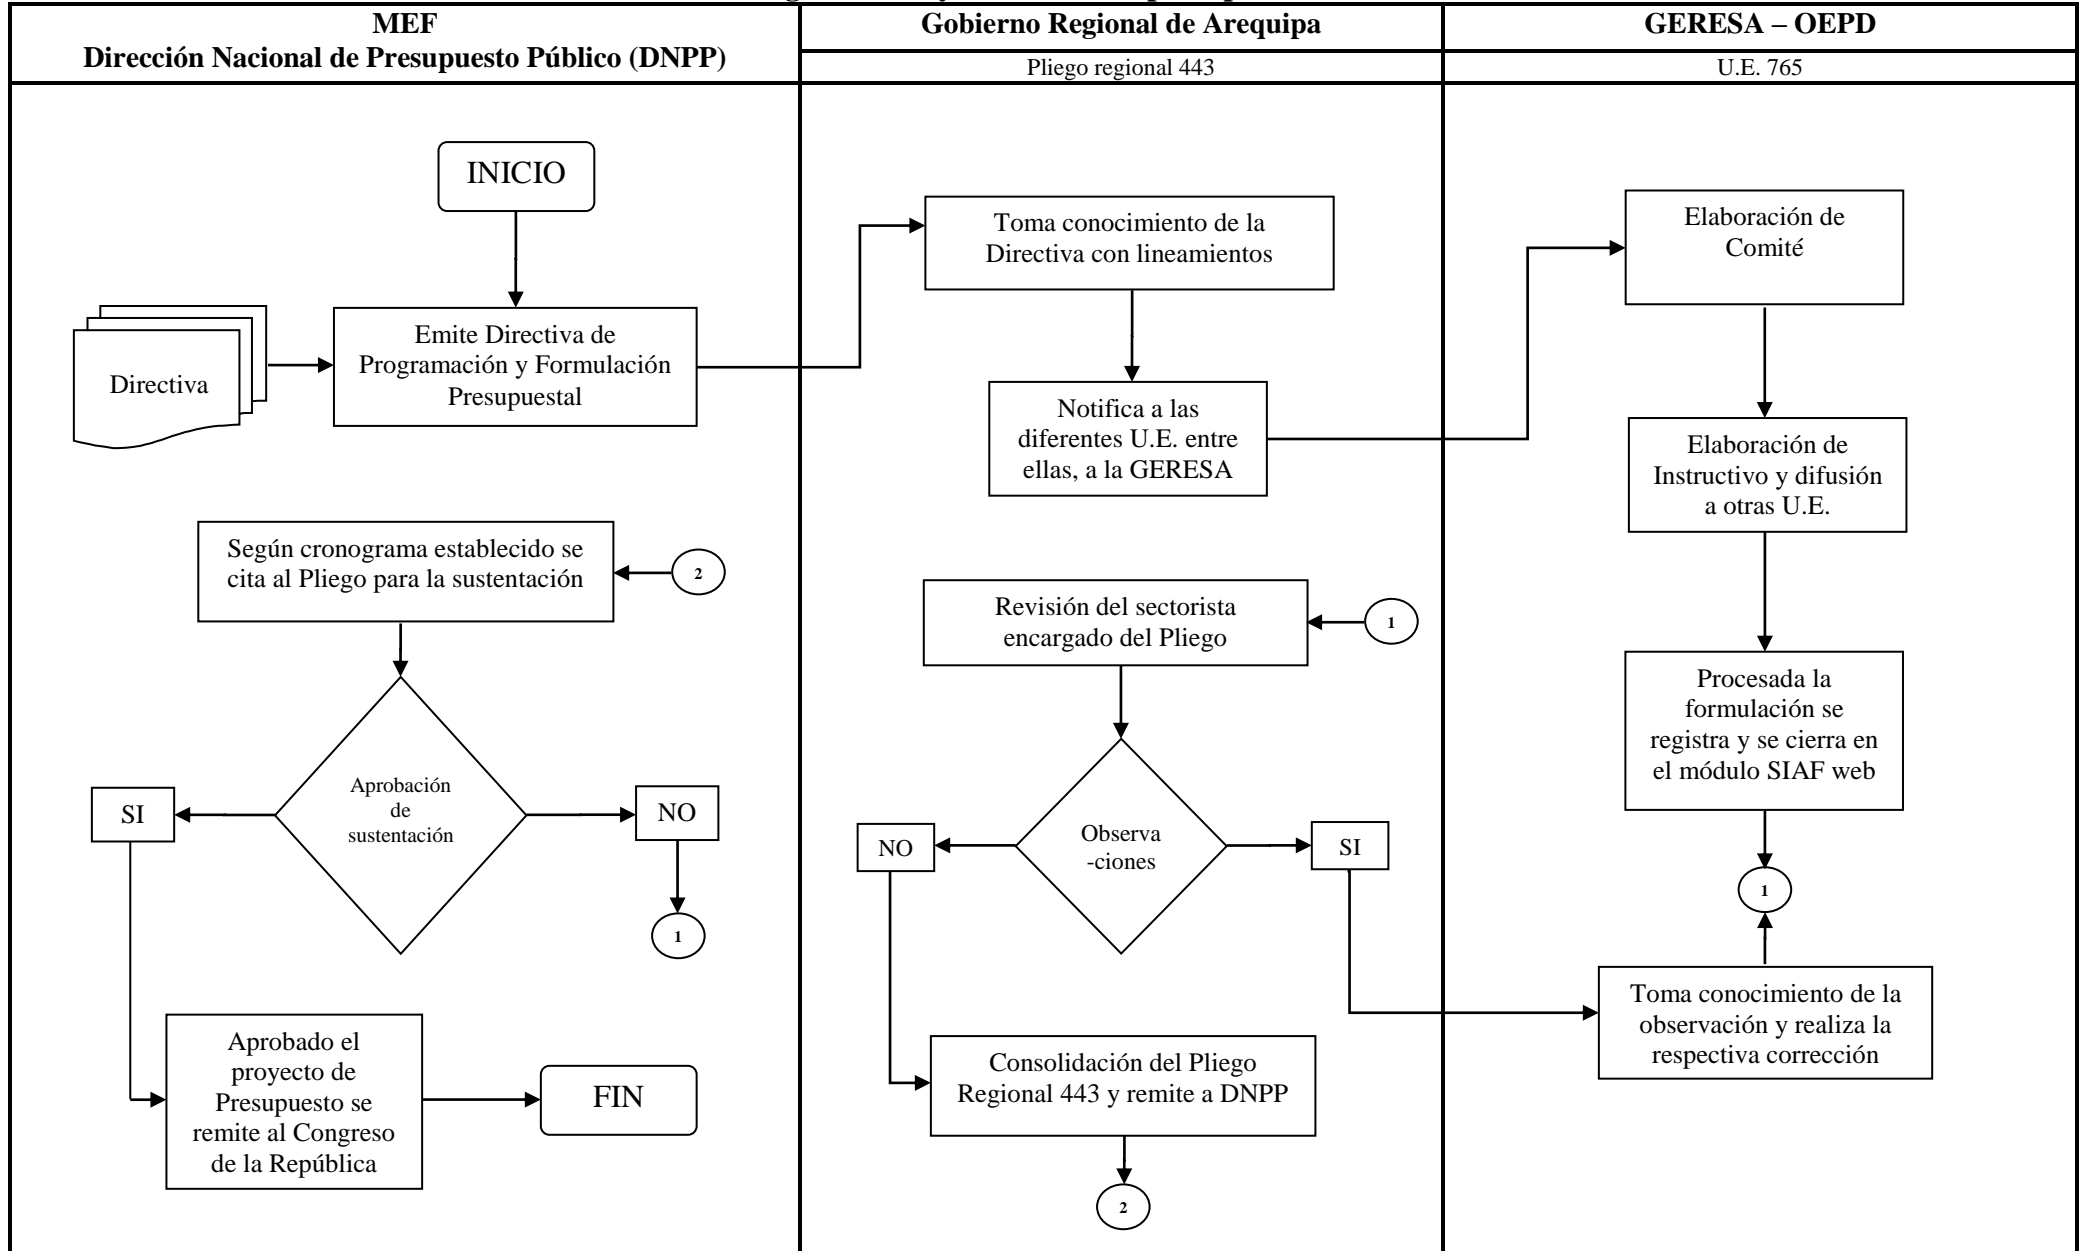 MEF
Dirección Nacional de Presupuesto Público (DNPP)
Gobierno Regional de Arequipa
Pliego regional 443
GERESA – OEPD
U.E. 765
INICIO
Directiva
Emite Directiva de
Programación y Formulación
Presupuestal
Según cronograma establecido se
cita al Pliego para la sustentación
2
Aprobación
de
sustentación
SI
NO
1
Aprobado el
proyecto de
Presupuesto se
remite al Congreso
de la República
FIN
Toma conocimiento de la
Directiva con lineamientos
Notifica a las
diferentes U.E. entre
ellas, a la GERESA
Revisión del sectorista
encargado del Pliego
1
Observa
-ciones
NO
SI
Consolidación del Pliego
Regional 443 y remite a DNPP
2
Elaboración de
Comité
Elaboración de
Instructivo y difusión
a otras U.E.
Procesada la
formulación se
registra y se cierra en
el módulo SIAF web
1
Toma conocimiento de la
observación y realiza la
respectiva corrección